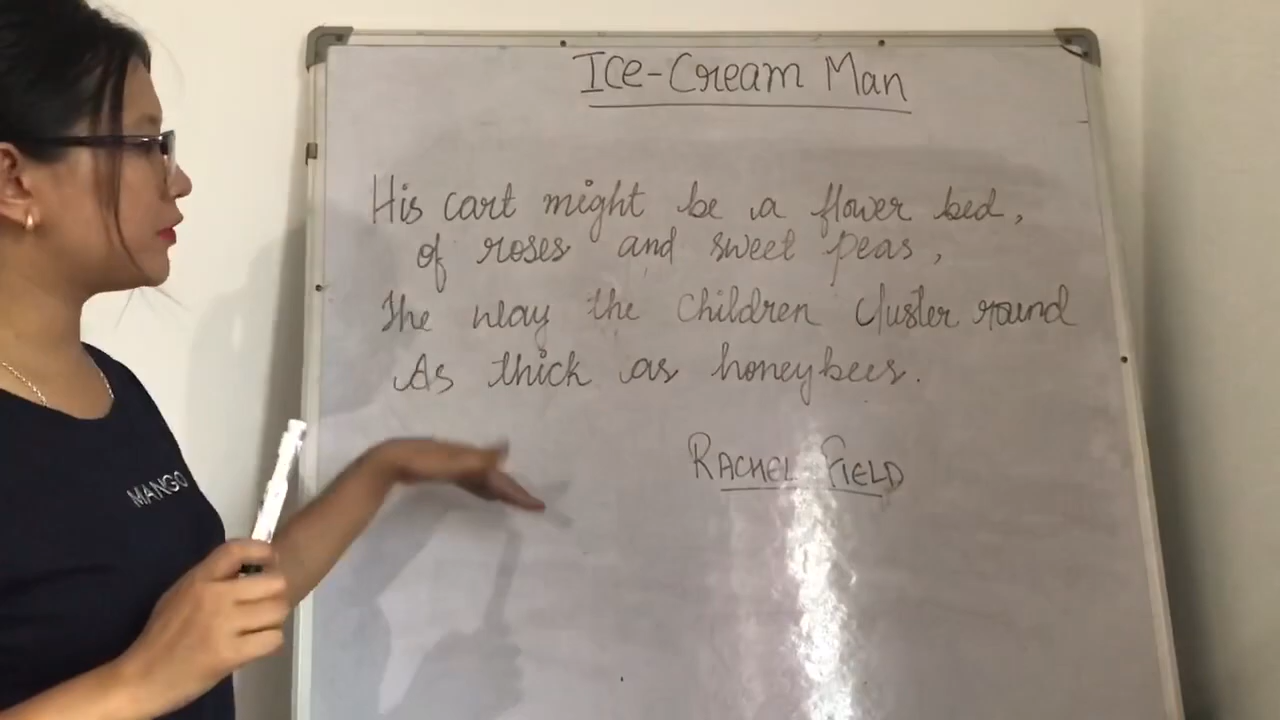 Ice-Cream Man
His cart might be a flower bed,
of roses and sweet peas,
The way the children cluster round
As thick as honeybees.
RACHEL FIELD
MANGO